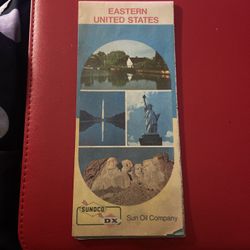 EASTERN
UNITED STATES
SUNOCO
DX
Sun Oil Company